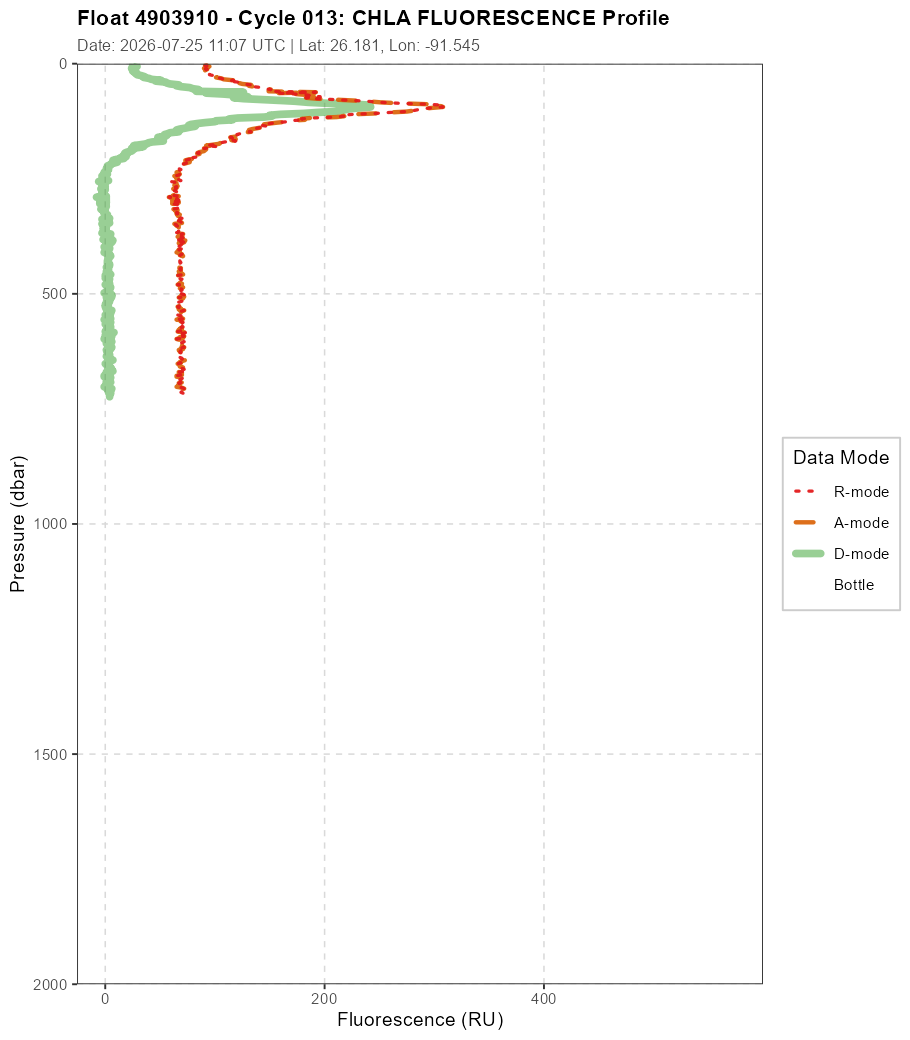 Float 4903910 - Cycle 013: CHLA FLUORESCENCE Profile
Date: 2026-07-25 11:07 UTC | Lat: 26.181, Lon: -91.545
0
500
1000
1500
2000
Pressure (dbar)
0
200
400
Fluorescence (RU)
Data Mode
R-mode
A-mode
D-mode
Bottle